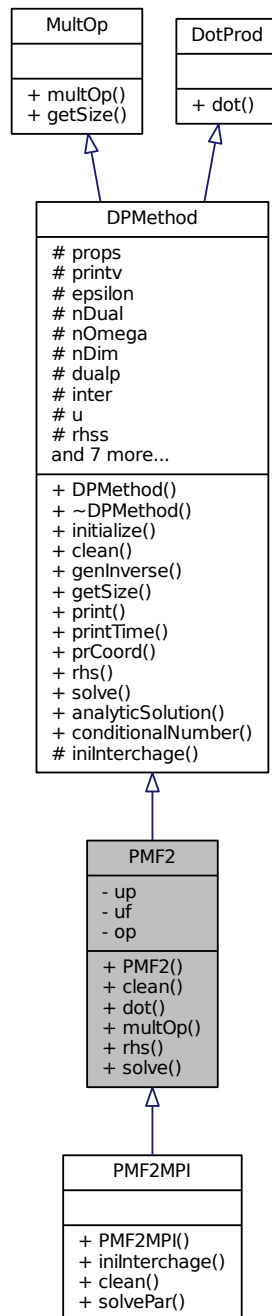 MultOp
+ multOp()
+ getSize()
DotProd
+ dot()
DPMethod
# props
# printv
# epsilon
# nDual
# nOmega
# nDim
# dualp
# inter
# u
# rhss
and 7 more...
+ DPMethod()
+ ~DPMethod()
+ initialize()
+ clean()
+ genInverse()
+ getSize()
+ print()
+ printTime()
+ prCoord()
+ rhs()
+ solve()
+ analyticSolution()
+ conditionalNumber()
# iniInterchage()
PMF2
- up
- uf
- op
+ PMF2()
+ clean()
+ dot()
+ multOp()
+ rhs()
+ solve()
PMF2MPI
+ PMF2MPI()
+ iniInterchage()
+ clean()
+ solvePar()